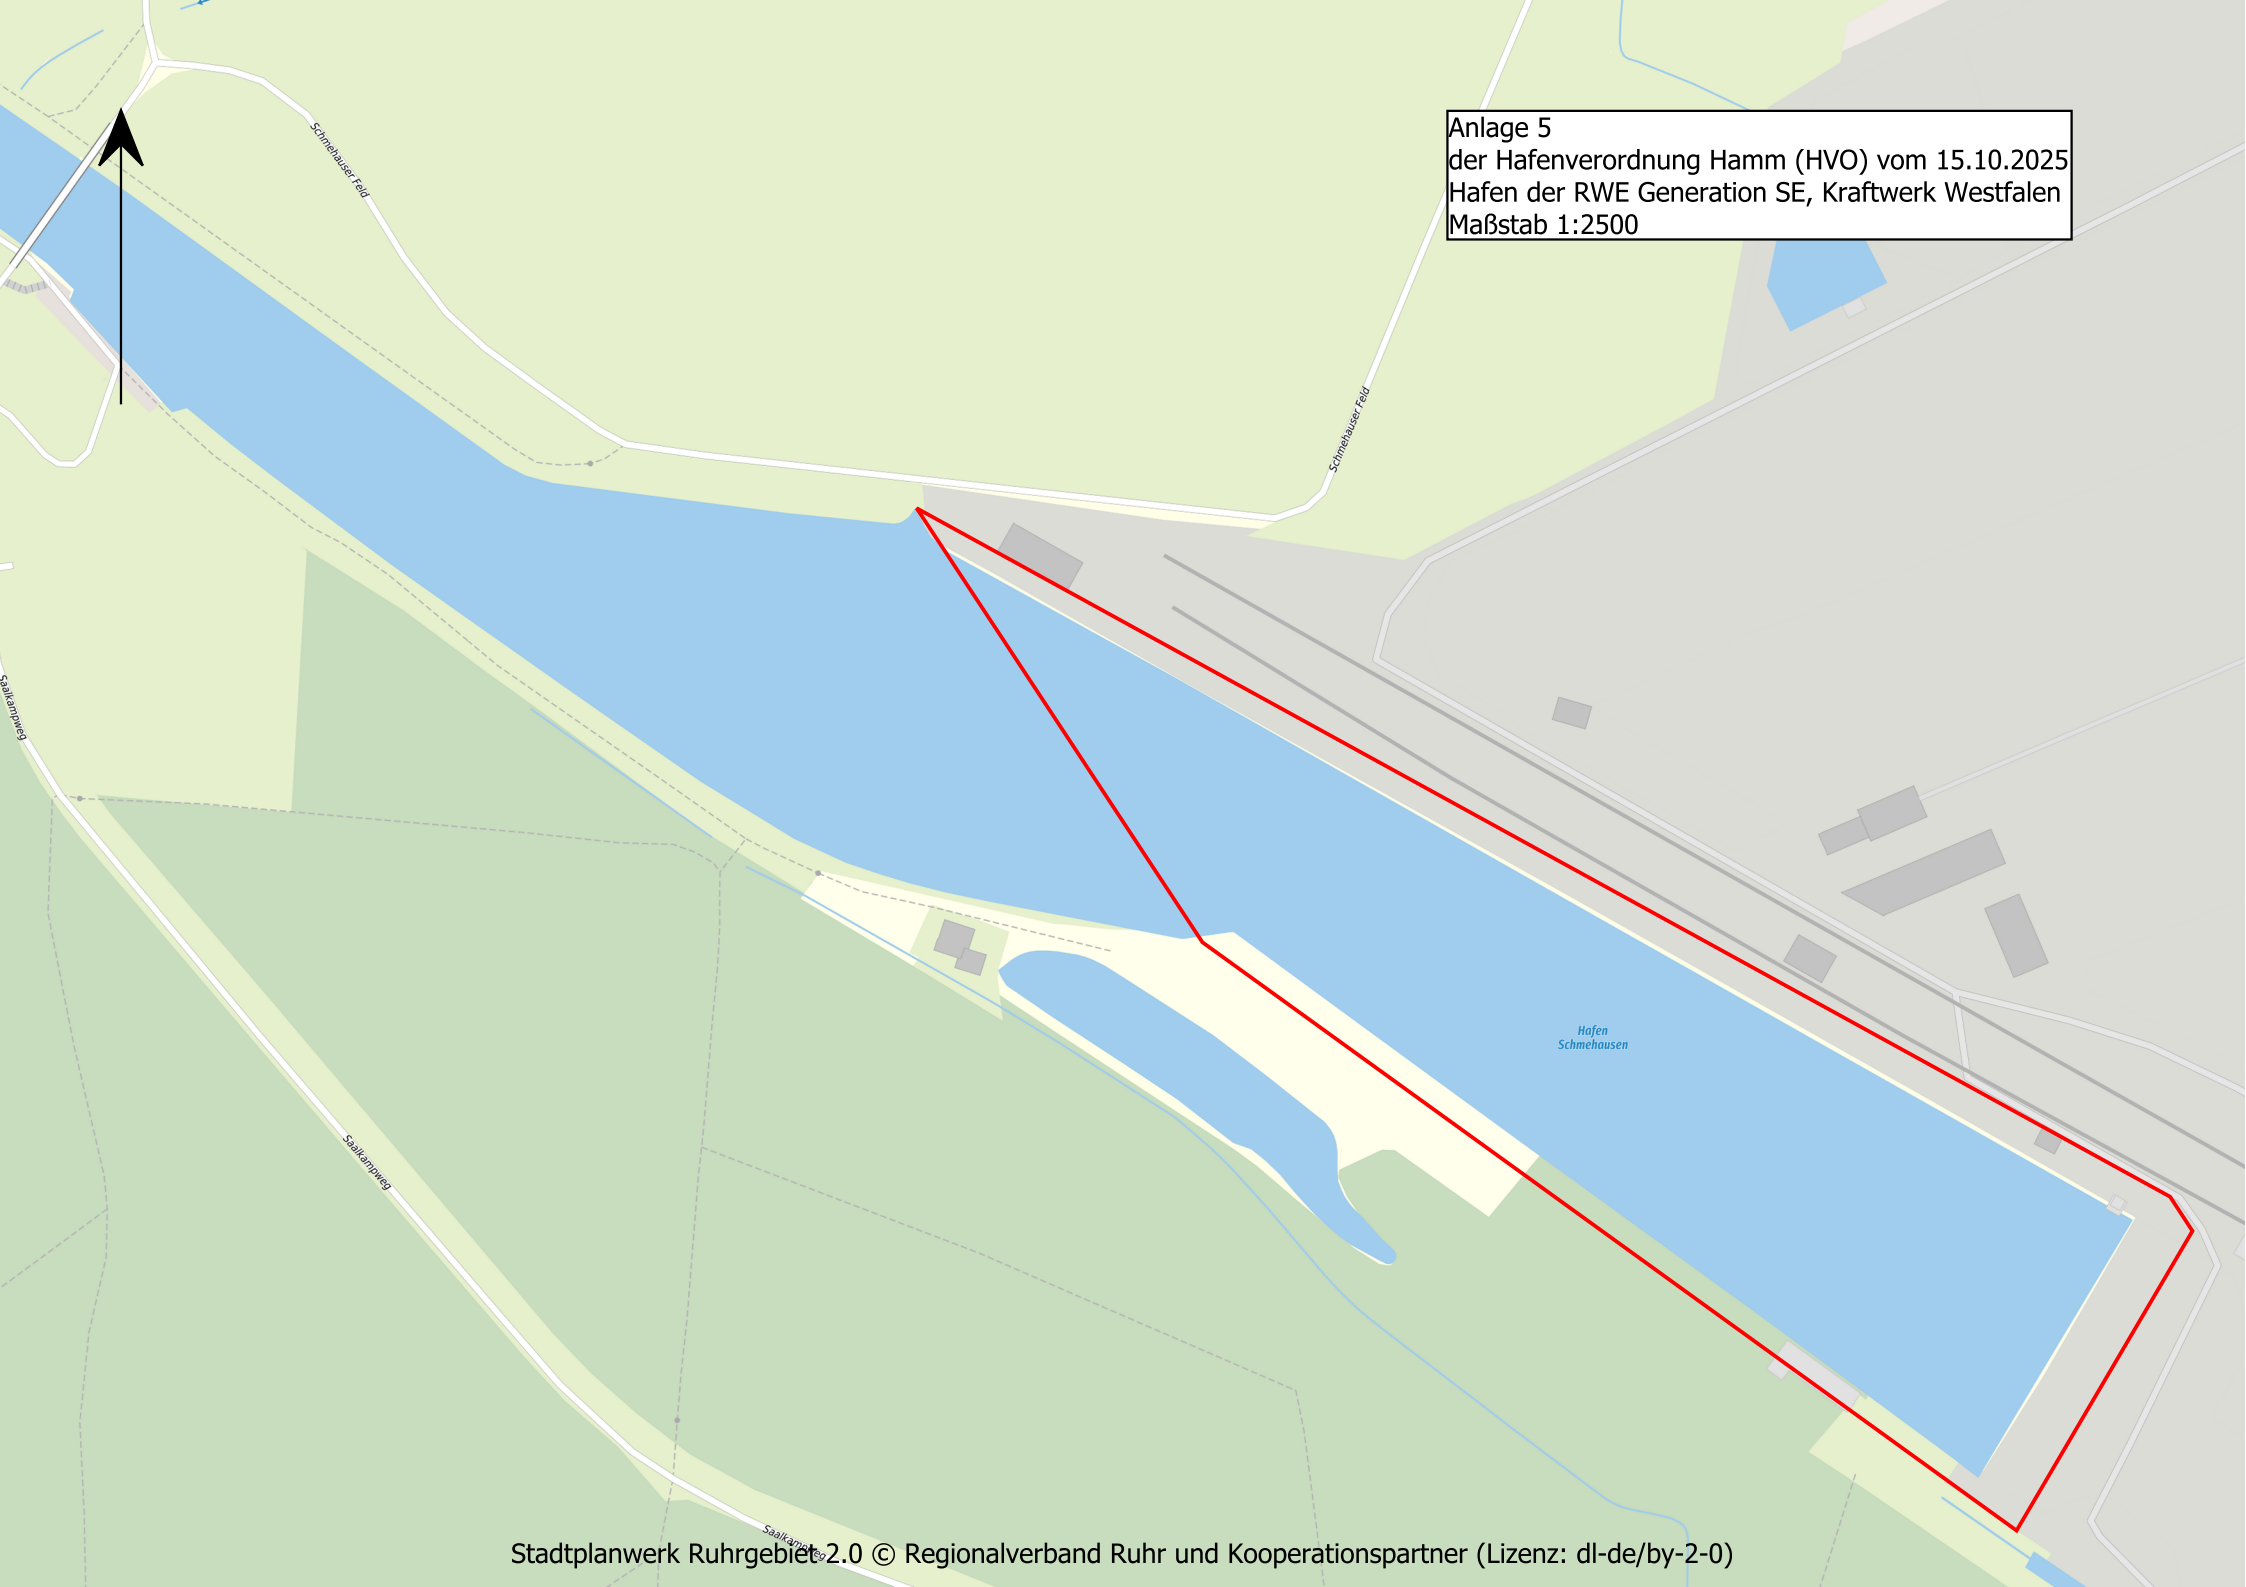 Schmehauser Feld
Anlage 5
der Hafenverordnung Hamm (HVO) vom 15.10.2025
Hafen der RWE Generation SE, Kraftwerk Westfalen
Maßstab 1:2500
Schmehauser Feld
Saalkampweg
Hafen
Schmehausen
Saalkampweg
Saalkampweg
Stadtplanwerk Ruhrgebiet 2.0 © Regionalverband Ruhr und Kooperationspartner (Lizenz: dl-de/by-2-0)